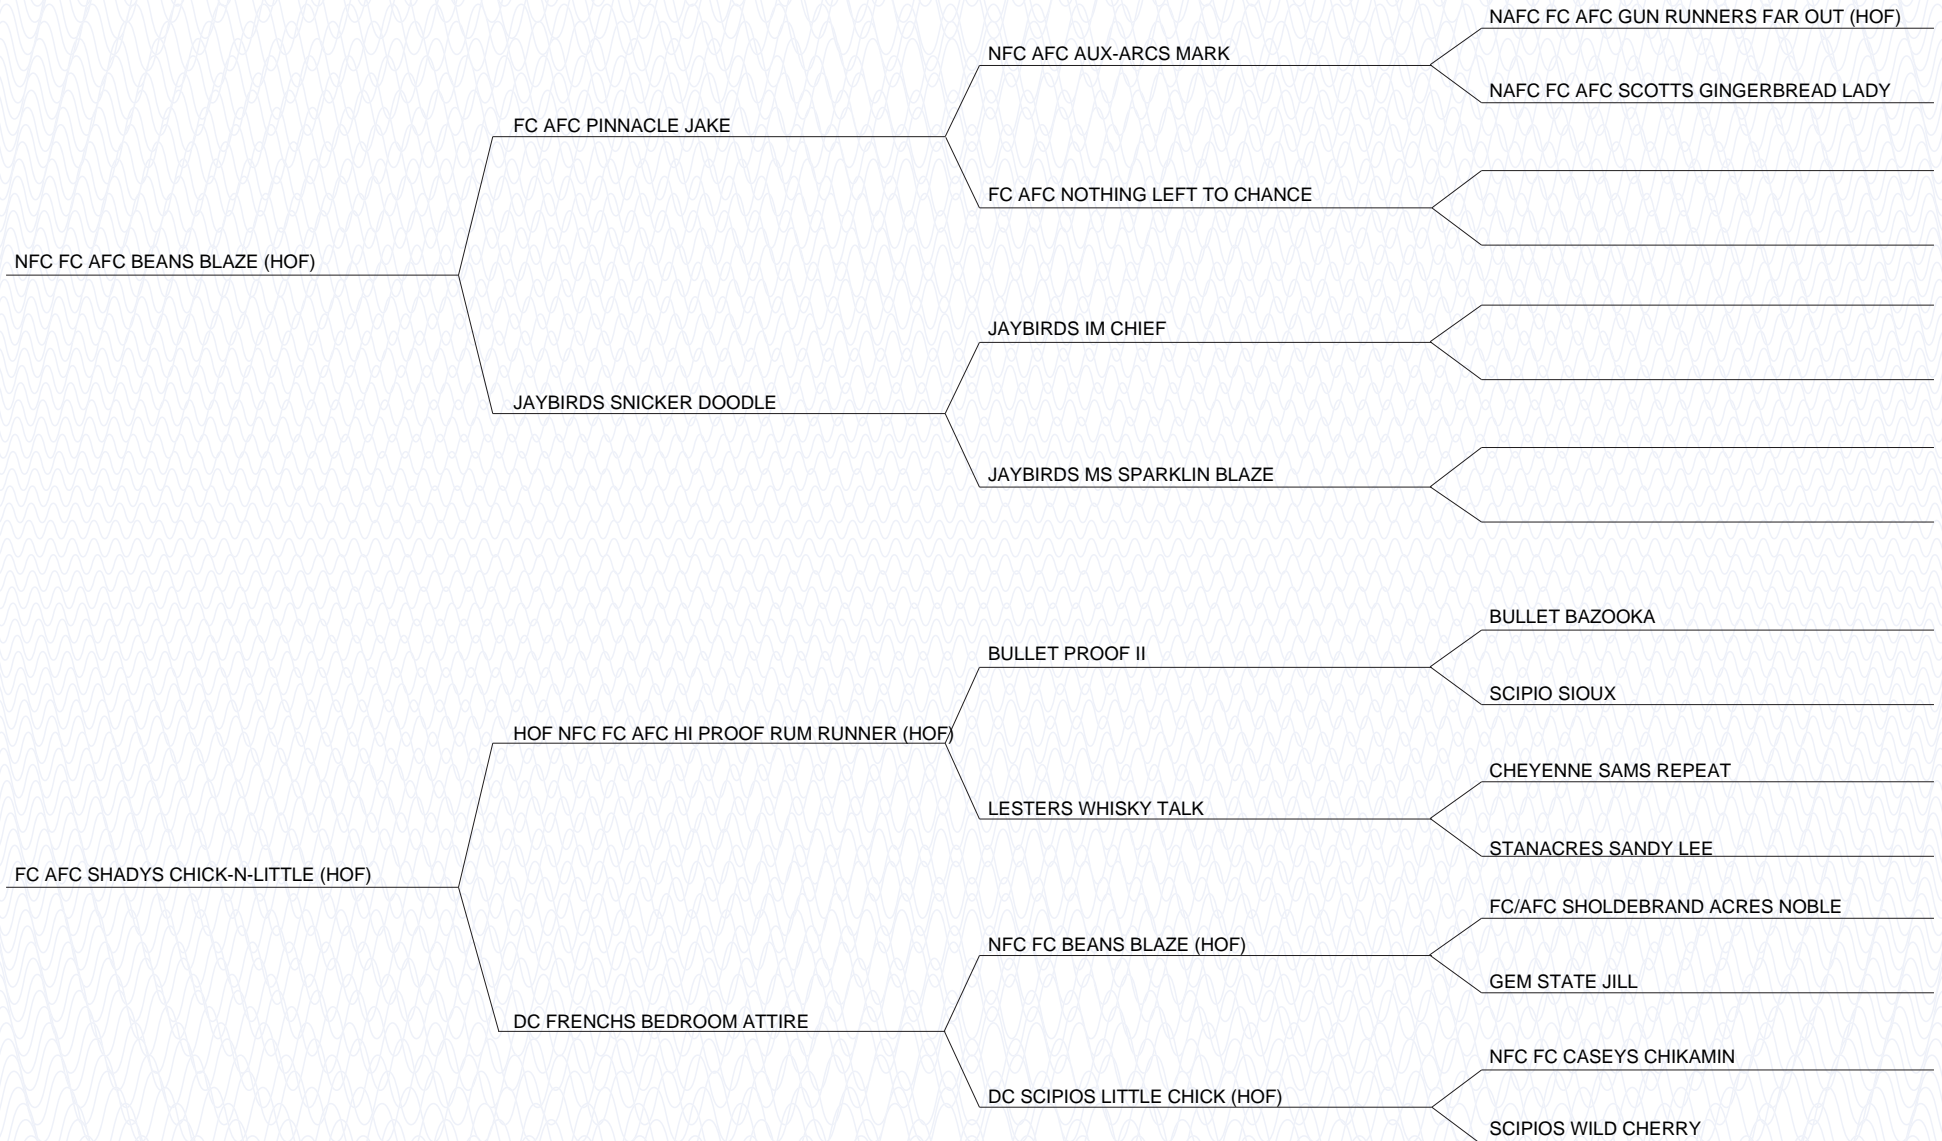 NAFC FC AFC GUN RUNNERS FAR OUT (HOF)
NFC AFC AUX-ARCS MARK
NAFC FC AFC SCOTTS GINGERBREAD LADY
FC AFC PINNACLE JAKE
FC AFC NOTHING LEFT TO CHANCE
NFC FC AFC BEANS BLAZE (HOF)
JAYBIRDS IM CHIEF
JAYBIRDS SNICKER DOODLE
JAYBIRDS MS SPARKLIN BLAZE
BULLET BAZOOKA
BULLET PROOF II
SCIPIO SIOUX
HOF NFC FC AFC HI PROOF RUM RUNNER (HOF)
CHEYENNE SAMS REPEAT
LESTERS WHISKY TALK
STANACRES SANDY LEE
FC AFC SHADYS CHICK-N-LITTLE (HOF)
FC/AFC SHOLDEBRAND ACRES NOBLE
NFC FC BEANS BLAZE (HOF)
GEM STATE JILL
DC FRENCHS BEDROOM ATTIRE
NFC FC CASEYS CHIKAMIN
DC SCIPIOS LITTLE CHICK (HOF)
SCIPIOS WILD CHERRY